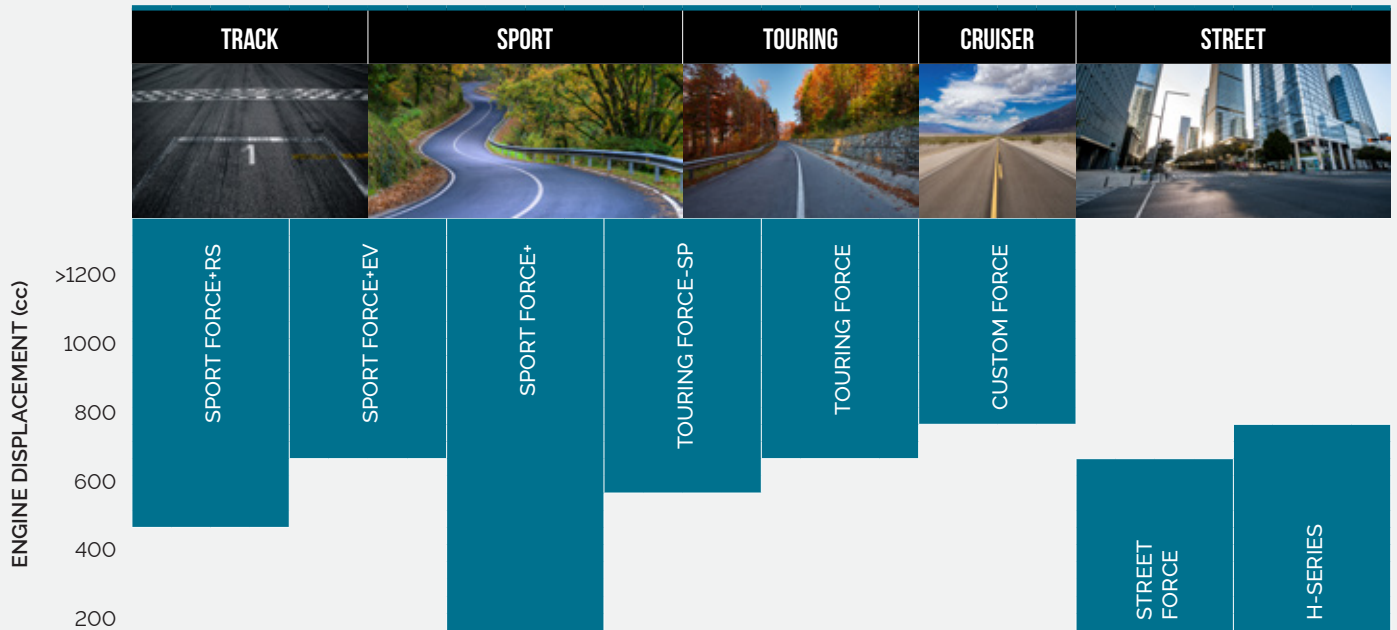 TRACK
SPORT
TOURING
CRUISER
STREET
1
ENGINE DISPLACEMENT (cc)
>1200
1000
800
600
400
200
SPORT FORCE+RS
SPORT FORCE+EV
SPORT FORCE+
TOURING FORCE-SP
TOURING FORCE
CUSTOM FORCE
STREET
FORCE
H-SERIES